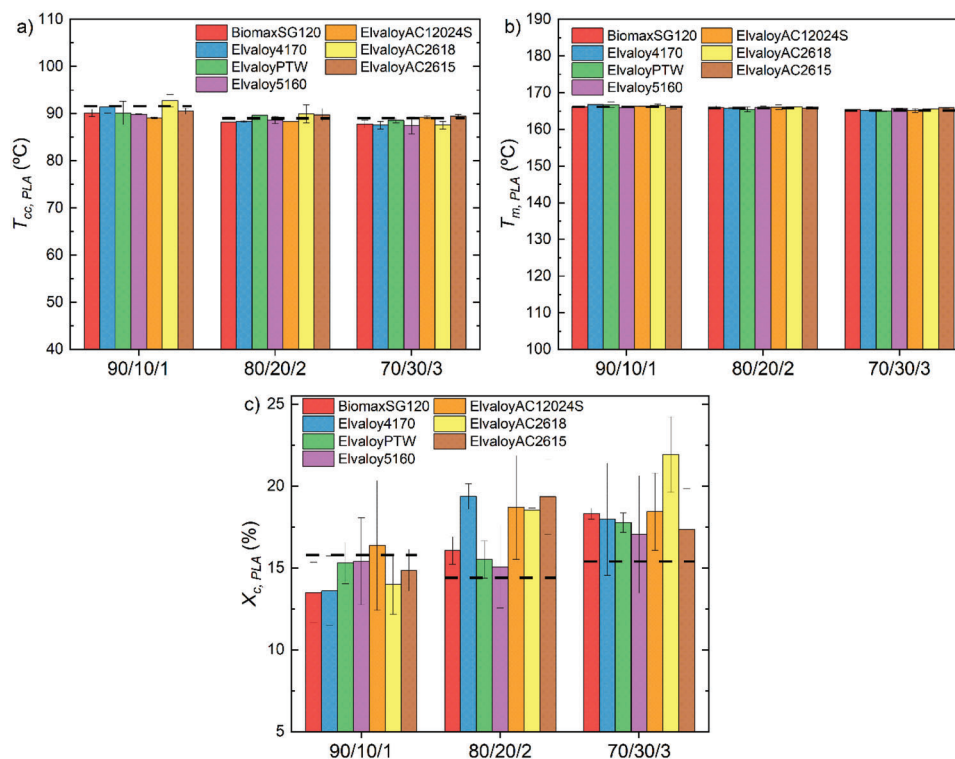 a)
110
100
90
80
70
60
50
40
T_cc, PLA (ºC)
BiomaxSG120 ElvaloyAC12024S
Elvaloy4170 ElvaloyAC2618
ElvaloyPTW ElvaloyAC2615
Elvaloy5160
90/10/1 80/20/2 70/30/3
b)
190
180
170
160
150
140
130
120
110
100
T_m, PLA (ºC)
BiomaxSG120 ElvaloyAC12024S
Elvaloy4170 ElvaloyAC2618
ElvaloyPTW ElvaloyAC2615
Elvaloy5160
90/10/1 80/20/2 70/30/3
c)
25
20
15
10
5
X_c, PLA (%)
BiomaxSG120 ElvaloyAC12024S
Elvaloy4170 ElvaloyAC2618
ElvaloyPTW ElvaloyAC2615
Elvaloy5160
90/10/1 80/20/2 70/30/3